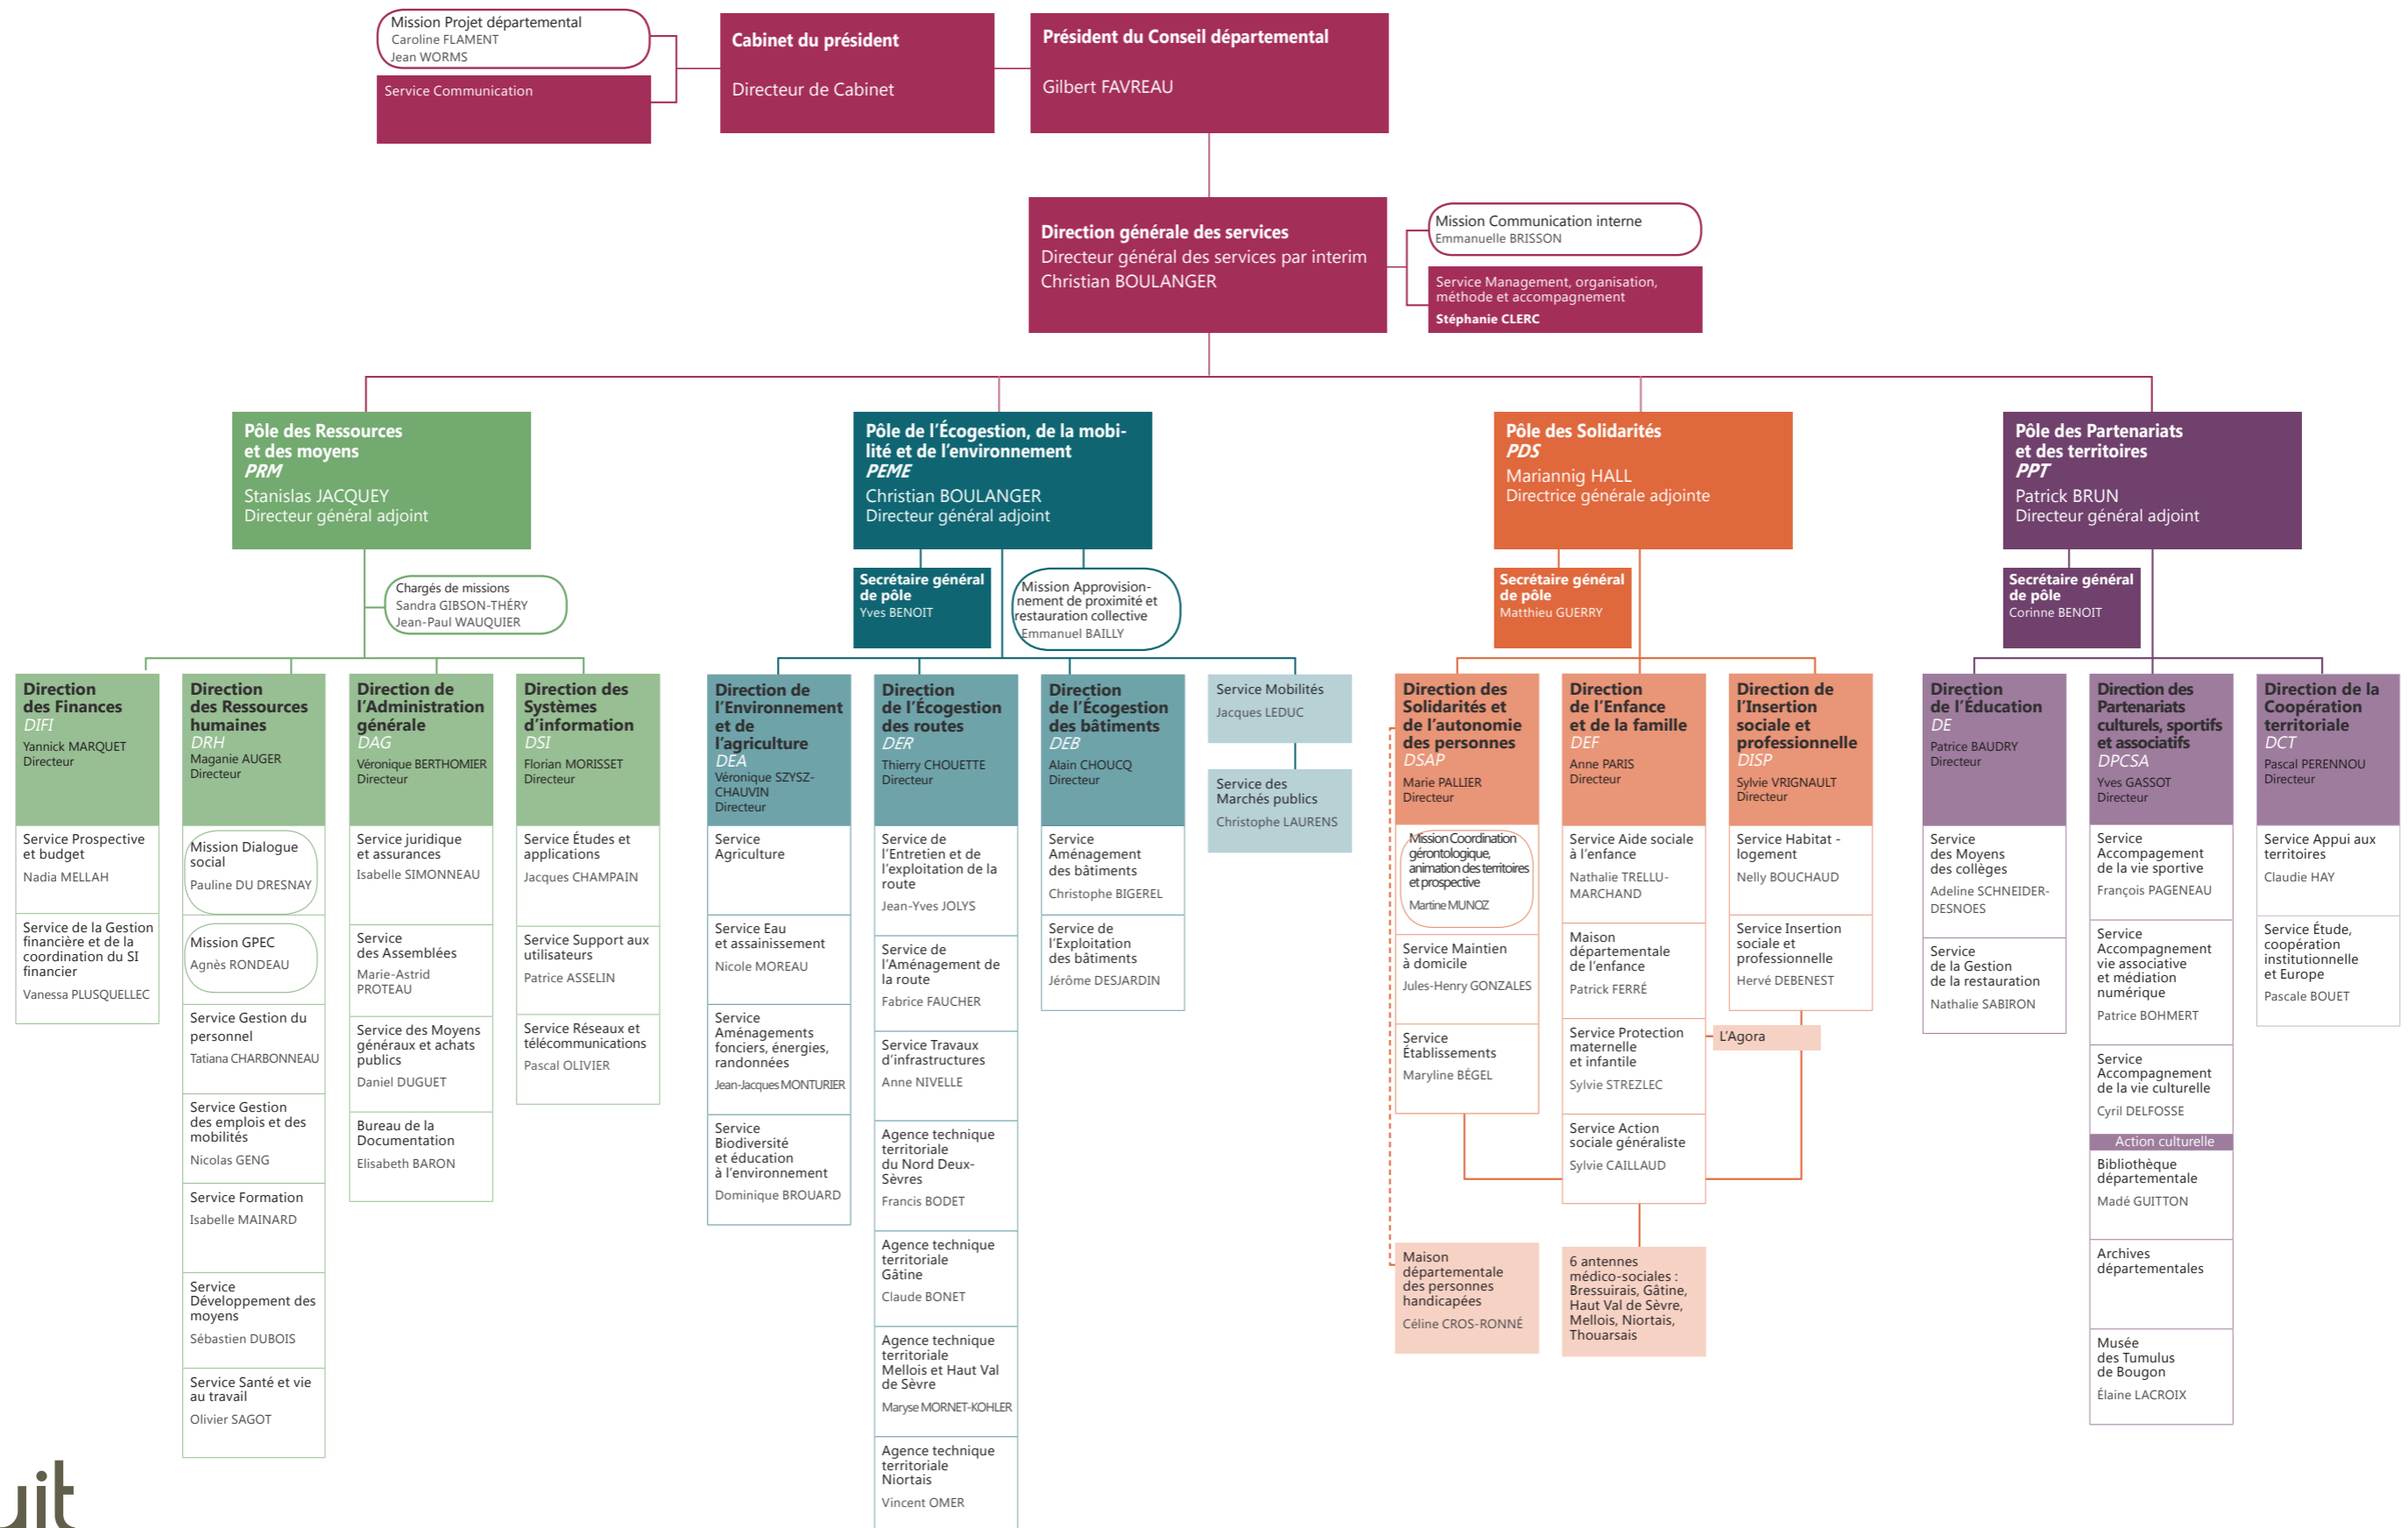 Mission Projet départemental
Caroline FLAMENT
Jean WORMS
Service Communication
Cabinet du président
Directeur de Cabinet
Président du Conseil départemental
Gilbert FAVREAU
Direction générale des services
Directeur général des services par interim
Christian BOULANGER
Mission Communication interne
Emmanuelle BRISSON
Service Management, organisation,
méthode et accompagnement
Stéphanie CLERC
Pôle des Ressources
et des moyens
PRM
Stanislas JACQUEY
Directeur général adjoint
Chargés de missions
Sandra GIBSON-THÉRY
Jean-Paul WAUQUIER
Pôle de l'Écogestion, de la mobi-
lité et de l'environnement
PEME
Christian BOULANGER
Directeur général adjoint
Secrétaire général
de pôle
Yves BENOIT
Mission Approvision-
nement de proximité et
restauration collective
Emmanuel BAILLY
Pôle des Solidarités
PDS
Mariannig HALL
Directrice générale adjointe
Secrétaire général
de pôle
Matthieu GUERRY
Pôle des Partenariats
et des territoires
PPT
Patrick BRUN
Directeur général adjoint
Secrétaire général
de pôle
Corinne BENOIT
Direction
des Finances
DIFI
Yannick MARQUET
Directeur
Service Prospective
et budget
Nadia MELLAH
Service de la Gestion
financière et de la
coordination du SI
financier
Vanessa PLUSQUELLEC
Direction
des Ressources
humaines
DRH
Maganie AUGER
Directeur
Mission Dialogue
social
Pauline DU DRESNAY
Mission GPEC
Agnès RONDEAU
Service Gestion du
personnel
Tatiana CHARBONNEAU
Service Gestion
des emplois et des
mobilités
Nicolas GENG
Service Formation
Isabelle MAINARD
Service
Développement des
moyens
Sébastien DUBOIS
Service Santé et vie
au travail
Olivier SAGOT
Direction de
l'Administration
générale
DAG
Véronique BERTHOMIER
Directeur
Service juridique
et assurances
Isabelle SIMONNEAU
Service
des Assemblées
Marie-Astrid
PROTEAU
Service des Moyens
généraux et achats
publics
Daniel DUGUET
Bureau de la
Documentation
Elisabeth BARON
Direction des
Systèmes
d'information
DSI
Florian MORISSET
Directeur
Service Études et
applications
Jacques CHAMPAIN
Service Support aux
utilisateurs
Patrice ASSELIN
Service Réseaux et
télécommunications
Pascal OLIVIER
Direction de
l'Environnement
et de
l'agriculture
DEA
Véronique SZYSZ-
CHAUVIN
Directeur
Service
Agriculture
Service Eau
et assainissement
Nicole MOREAU
Service
Aménagements
fonciers, énergies,
randonnées
Jean-Jacques MONTURIER
Service
Biodiversité
et éducation
à l'environnement
Dominique BROUARD
Direction
de l'Écogestion
des routes
DER
Thierry CHOUETTE
Directeur
Service de
l'Entretien et de
l'exploitation de la
route
Jean-Yves JOLYS
Service de
l'Aménagement de
la route
Fabrice FAUCHER
Service Travaux
d'infrastructures
Anne NIVELLE
Agence technique
territoriale
du Nord Deux-
Sèvres
Francis BODET
Agence technique
territoriale
Gâtine
Claude BONET
Agence technique
territoriale
Mellois et Haut Val
de Sèvre
Maryse MORNET-KOHLER
Agence technique
territoriale
Niortais
Vincent OMER
Direction
de l'Écogestion
des bâtiments
DEB
Alain CHOUCQ
Directeur
Service
Aménagement
des bâtiments
Christophe BIGEREL
Service de
l'Exploitation
des bâtiments
Jérôme DESJARDIN
Service Mobilités
Jacques LEDUC
Service des
Marchés publics
Christophe LAURENS
Direction des
Solidarités et
de l'autonomie
des personnes
DSAP
Marie PALLIER
Directeur
Mission Coordination
gérontologique,
animation des territoires
et prospective
Martine MUNOZ
Service Maintien
à domicile
Jules-Henry GONZALES
Service
Établissements
Maryline BÉGEL
Maison
départementale
des personnes
handicapées
Céline CROS-RONNÉ
Direction
de l'Enfance
et de la famille
DEF
Anne PARIS
Directeur
Service Aide sociale
à l'enfance
Nathalie TRELLU-
MARCHAND
Maison
départementale
de l'enfance
Patrick FERRÉ
Service Protection
maternelle
et infantile
Sylvie STREZLEC
Service Action
sociale généraliste
Sylvie CAILLAUD
6 antennes
médico-sociales :
Bressuirais, Gâtine,
Haut Val de Sèvre,
Mellois, Niortais,
Thouarsais
Direction de
l'Insertion
sociale et
professionnelle
DISP
Sylvie VRIGNAULT
Directeur
Service Habitat -
logement
Nelly BOUCHAUD
Service Insertion
sociale et
professionnelle
Hervé DEBENEST
L'Agora
Direction
de l'Éducation
DE
Patrice BAUDRY
Directeur
Service
des Moyens
des collèges
Adeline SCHNEIDER-
DESNOES
Service
de la Gestion
de la restauration
Nathalie SABIRON
Direction des
Partenariats
culturels, sportifs
et associatifs
DPCSA
Yves GASSOT
Directeur
Service
Accompagement
de la vie sportive
François PAGENEAU
Service
Accompagnement
vie associative
et médiation
numérique
Patrice BOHMERT
Service
Accompagnement
de la vie culturelle
Cyril DELFOSSE
Action culturelle
Bibliothèque
départementale
Madé GUITTON
Archives
départementales
Musée
des Tumulus
de Bougon
Élaine LACROIX
Direction de la
Coopération
territoriale
DCT
Pascal PERENNOU
Directeur
Service Appui aux
territoires
Claudie HAY
Service Étude,
coopération
institutionnelle
et Europe
Pascale BOUET